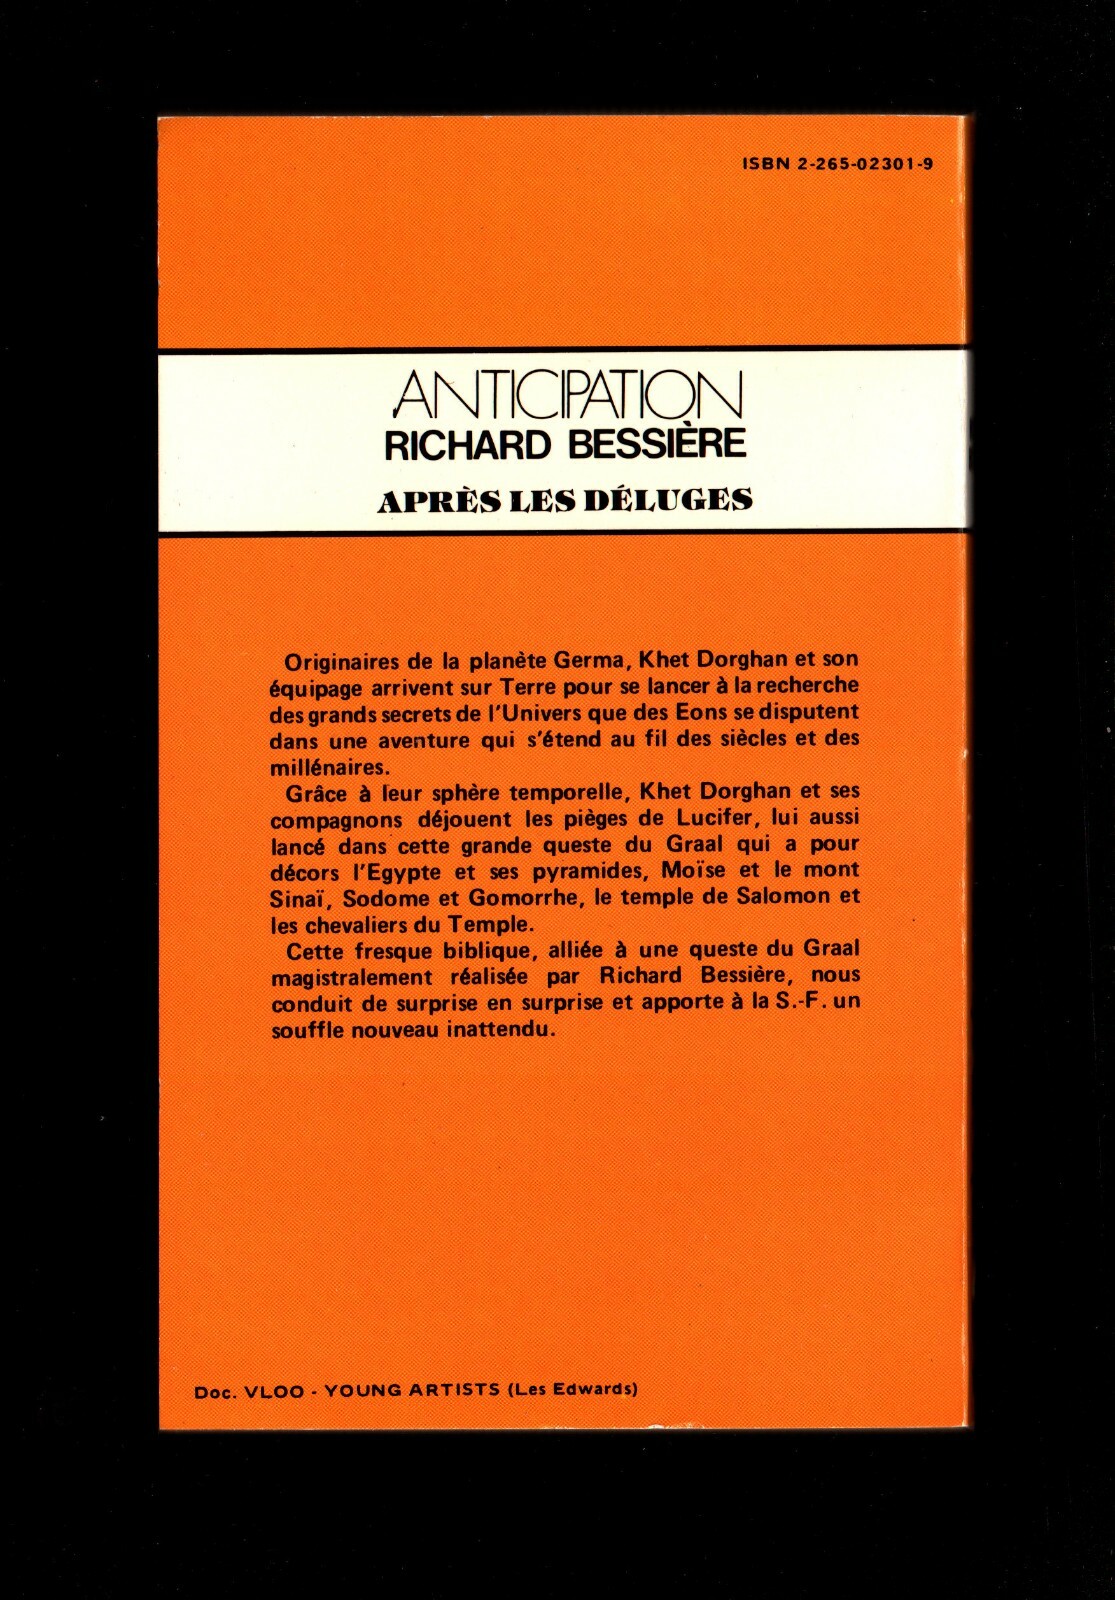 ISBN 2-265-02301-9
ANTICIPATION
RICHARD BESSIÈRE
APRÈS LES DÉLUGES
Originaires de la planète Germa, Khet Dorghan et son
équipage arrivent sur Terre pour se lancer à la recherche
des grands secrets de l'Univers que des Eons se disputent
dans une aventure qui s'étend au fil des siècles et des
millénaires.
Grâce à leur sphère temporelle, Khet Dorghan et ses
compagnons déjouent les pièges de Lucifer, lui aussi
lancé dans cette grande queste du Graal qui a pour
décors l'Egypte et ses pyramides, Moïse et le mont
Sinaï, Sodome et Gomorrhe, le temple de Salomon et
les chevaliers du Temple.
Cette fresque biblique, alliée à une queste du Graal
magistralement réalisée par Richard Bessière, nous
conduit de surprise en surprise et apporte à la S.-F. un
souffle nouveau inattendu.
Doc. VLOO - YOUNG ARTISTS (Les Edwards)